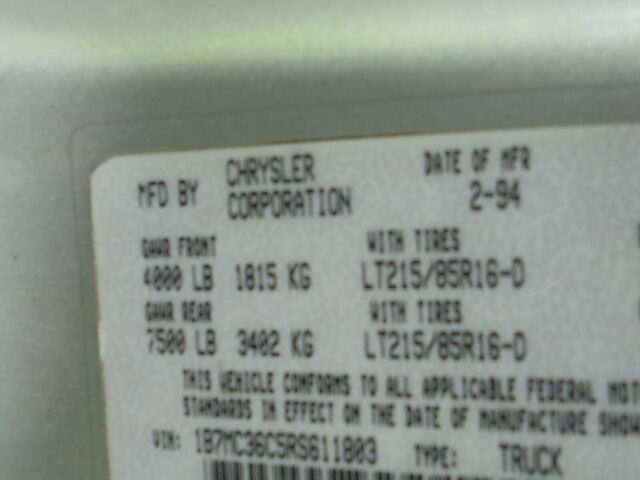 MFD BY CHRYSLER CORPORATION DATE OF MFR 2-94
GAWR FRONT WITH TIRES
4000 LB 1815 KG LT215/85R16-D
GAWR REAR WITH TIRES
7500 LB 3402 KG LT215/85R16-D
THIS VEHICLE CONFORMS TO ALL APPLICABLE FEDERAL MOT
STANDARDS IN EFFECT ON THE DATE OF MANUFACTURE SHOW
VIN: 1B7MC36C5RS611803 TYPE: TRUCK